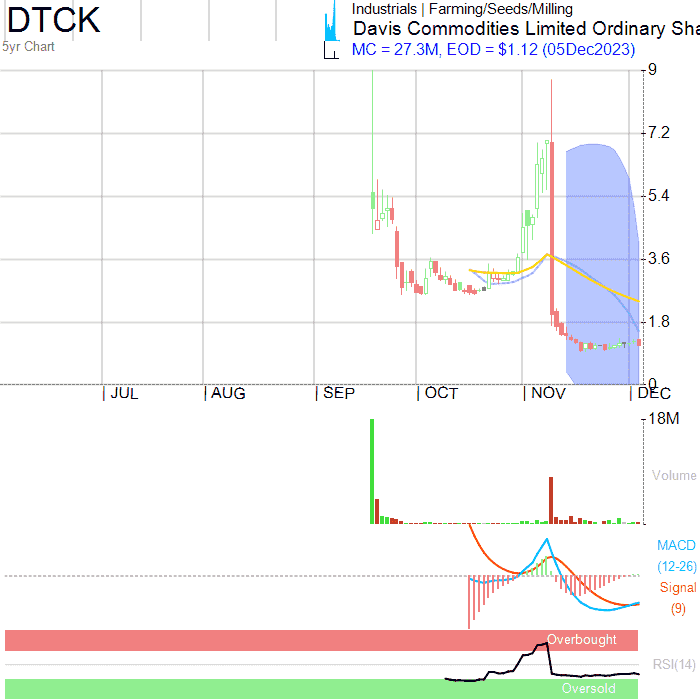 DTCK
5yr Chart
Industrials | Farming/Seeds/Milling
Davis Commodities Limited Ordinary Sha
MC = 27.3M, EOD = $1.12 (05Dec2023)
9
7.2
5.4
3.6
1.8
0
JUL
AUG
SEP
OCT
NOV
DEC
18M
Volume
MACD
(12-26)
Signal
(9)
Overbought
RSI(14)
Oversold